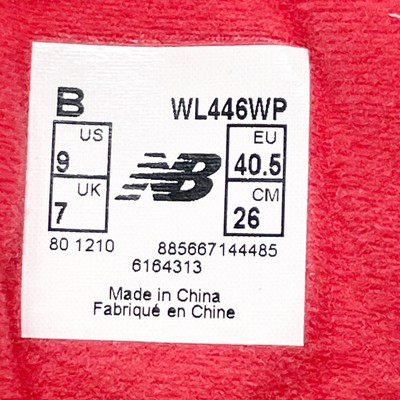 B WL446WP
US EU
9 40.5
UK CM
7 26
80 1210 885667144485
6164313
Made in China
Fabriqué en Chine